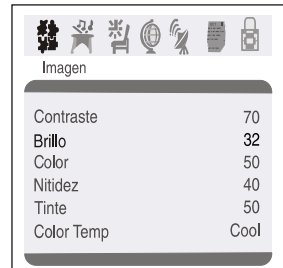 Imagen
Contraste 70
Brillo 32
Color 50
Nitidez 40
Tinte 50
Color Temp Cool